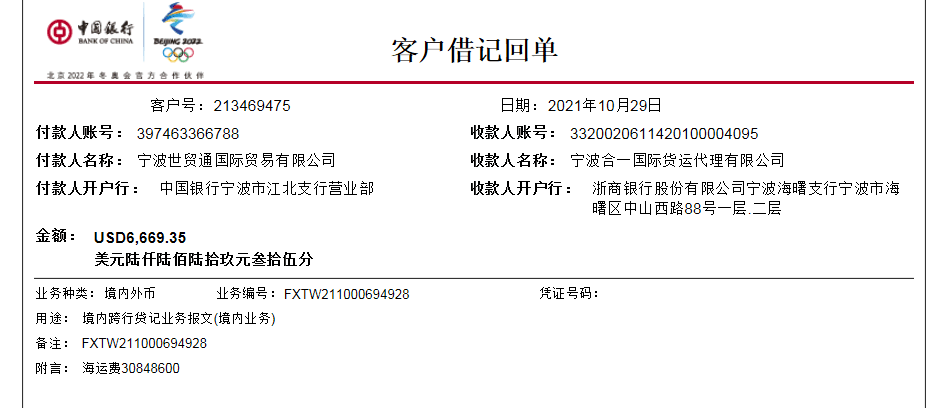 中国银行
BANK OF CHINA
BEIJING 2022
北京2022年冬奥会官方合作伙伴
客户借记回单
客户号：213469475 日期：2021年10月29日
付款人账号：397463366788 收款人账号：3320020611420100004095
付款人名称：宁波世贸通国际贸易有限公司 收款人名称：宁波合一国际货运代理有限公司
付款人开户行：中国银行宁波市江北支行营业部 收款人开户行：浙商银行股份有限公司宁波海曙支行宁波市海
曙区中山西路88号一层.二层
金额：USD6,669.35
美元陆仟陆佰陆拾玖元叁拾伍分
业务种类：境内外币 业务编号：FXTW211000694928 凭证号码：
用途：境内跨行贷记业务报文(境内业务)
备注：FXTW211000694928
附言：海运费30848600